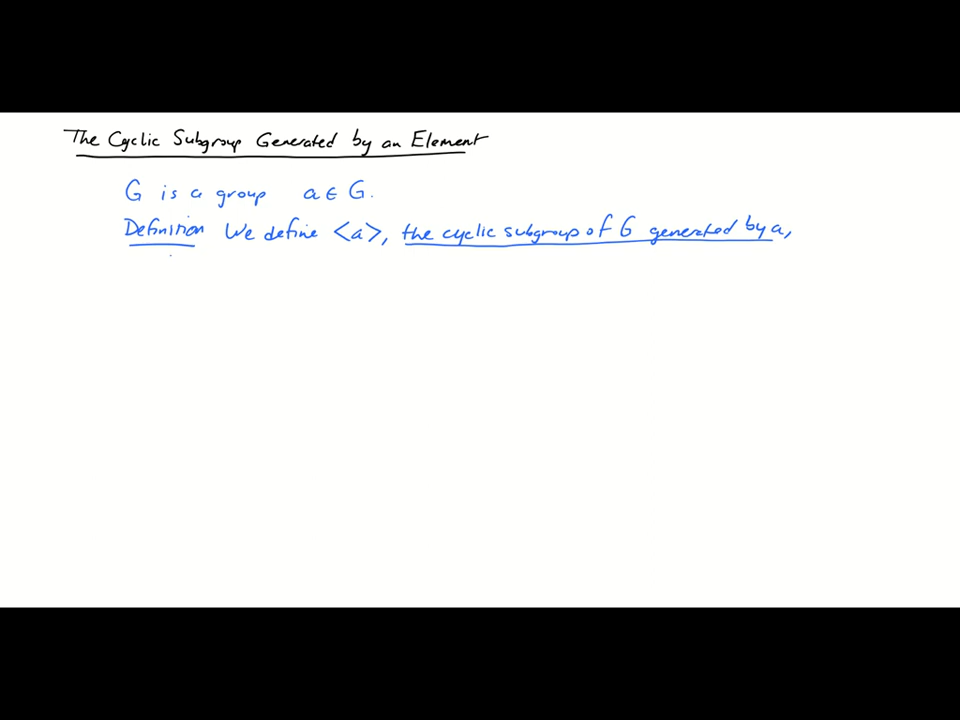 The Cyclic Subgroup Generated by an Element
G is a group a ∈ G.
Definition We define <a>, the cyclic subgroup of G generated by a,